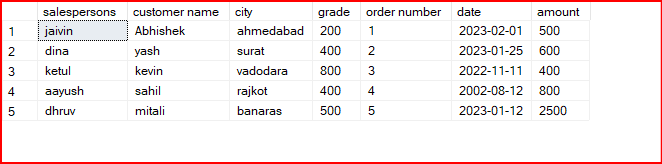 salespersons customer name city grade order number date amount
1 jaivin Abhishek ahmedabad 200 1 2023-02-01 500
2 dina yash surat 400 2 2023-01-25 600
3 ketul kevin vadodara 800 3 2022-11-11 400
4 aayush sahil rajkot 400 4 2002-08-12 800
5 dhruv mitali banaras 500 5 2023-01-12 2500